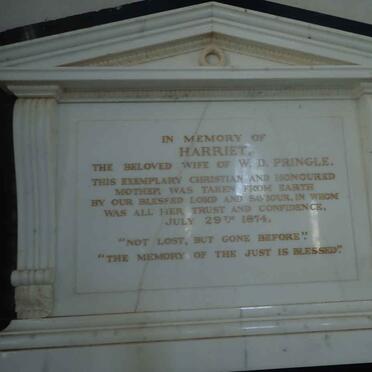 IN MEMORY OF
HARRIET,
THE BELOVED WIFE OF W. D. PRINGLE.
THIS EXEMPLARY CHRISTIAN AND HONOURED
MOTHER, WAS TAKEN FROM EARTH
BY OUR BLESSED LORD AND SAVIOUR, IN WHOM
WAS ALL HER TRUST AND CONFIDENCE,
JULY 29TH 1874.
"NOT LOST, BUT GONE BEFORE".
"THE MEMORY OF THE JUST IS BLESSED".